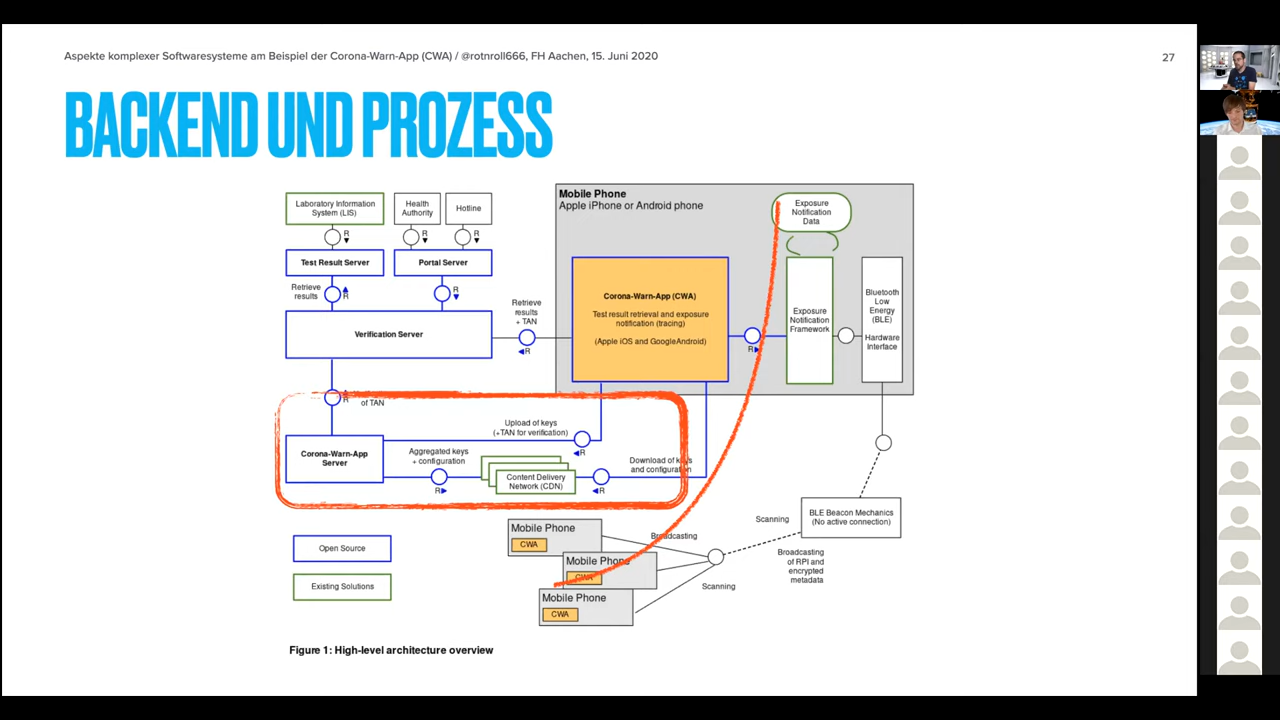 Aspekte komplexer Softwaresysteme am Beispiel der Corona-Warn-App (CWA) / @rotnroll666, FH Aachen, 15. Juni 2020
27
BACKEND UND PROZESS
Laboratory Information
System (LIS)
Health
Authority
Hotline
R
R
R
Test Result Server
Portal Server
Retrieve
results
R
R
Verification Server
Retrieve
results
+ TAN
R
Mobile Phone
Apple iPhone or Android phone
Exposure
Notification
Data
Corona-Warn-App (CWA)
Test result retrieval and exposure
notification (tracing)
(Apple iOS and GoogleAndroid)
R
Exposure
Notification
Framework
Bluetooth
Low
Energy
(BLE)
Hardware
Interface
R
of TAN
Corona-Warn-App
Server
Upload of keys
(+TAN for verification)
R
Aggregated keys
+ configuration
R
Content Delivery
Network (CDN)
Download of keys
and configuration
R
Open Source
Existing Solutions
Mobile Phone
CWA
Mobile Phone
CWA
Mobile Phone
CWA
Broadcasting
Scanning
Scanning
BLE Beacon Mechanics
(No active connection)
Broadcasting
of RPI and
encrypted
metadata
Figure 1: High-level architecture overview